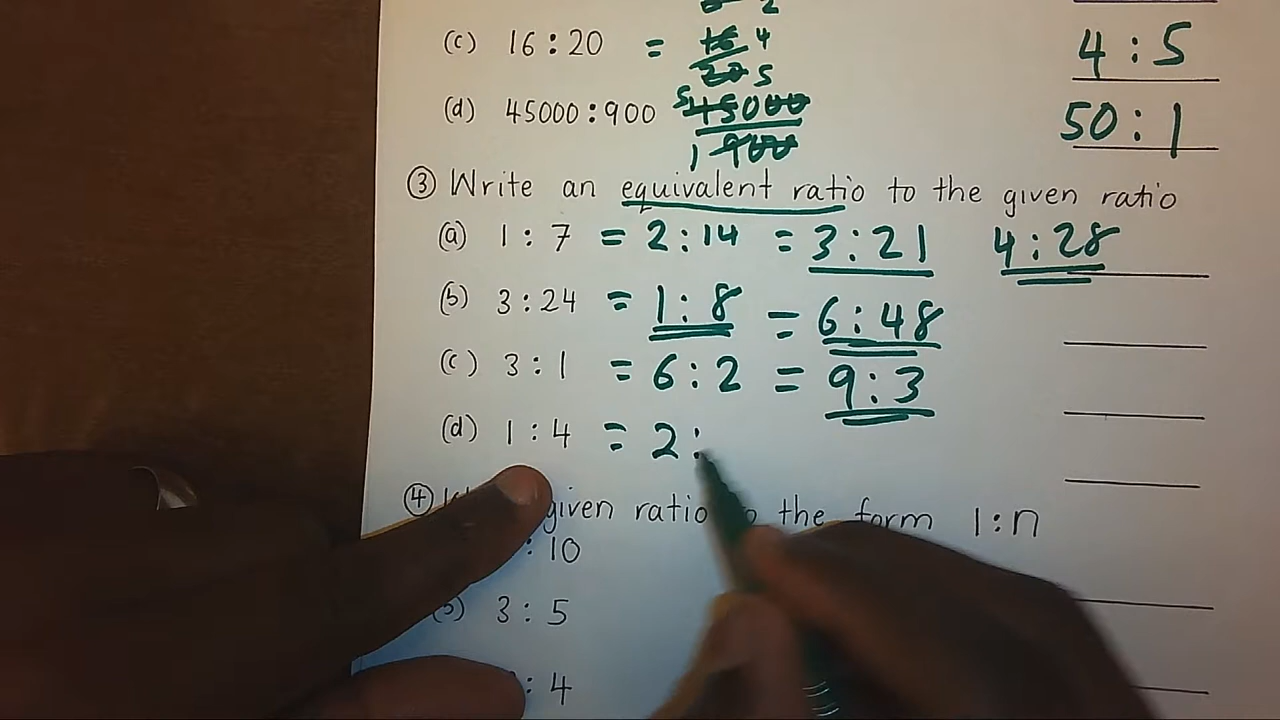 2
(c) 16 : 20 = 16 4 4 : 5
20 5
(d) 45000 : 900 5 45000 50 : 1
1 900
③ Write an equivalent ratio to the given ratio
(a) 1 : 7 = 2 : 14 = 3 : 21 4 : 28
(b) 3 : 24 = 1 : 8 = 6 : 48
(c) 3 : 1 = 6 : 2 = 9 : 3
(d) 1 : 4 = 2 :
④ given ratio the form 1 : n
: 10
3 : 5
: 4